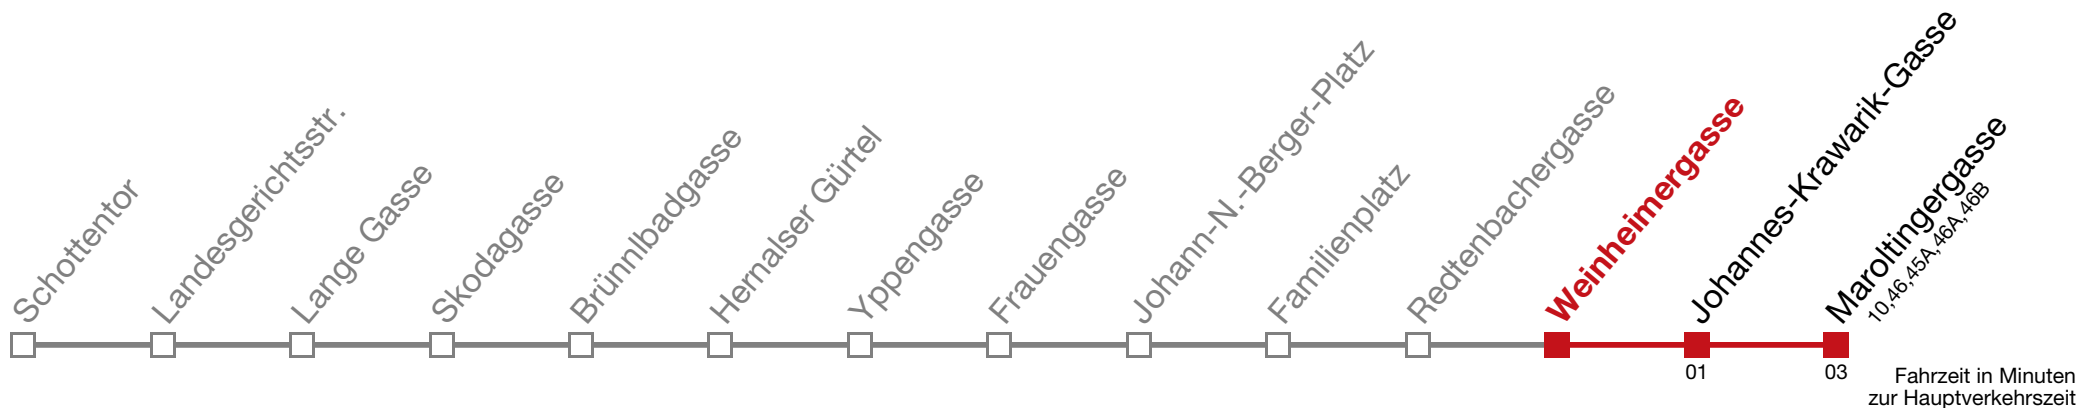 Schottentor
Landesgerichtsstr.
Lange Gasse
Skodagasse
Brünnlbadgasse
Hernalser Gürtel
Yppengasse
Frauengasse
Johann-N.-Berger-Platz
Familienplatz
Redtenbachergasse
Weinheimergasse
Johannes-Krawarik-Gasse
Maroltingergasse
10,46,45A,46A,46B
01
03
Fahrzeit in Minuten
zur Hauptverkehrszeit